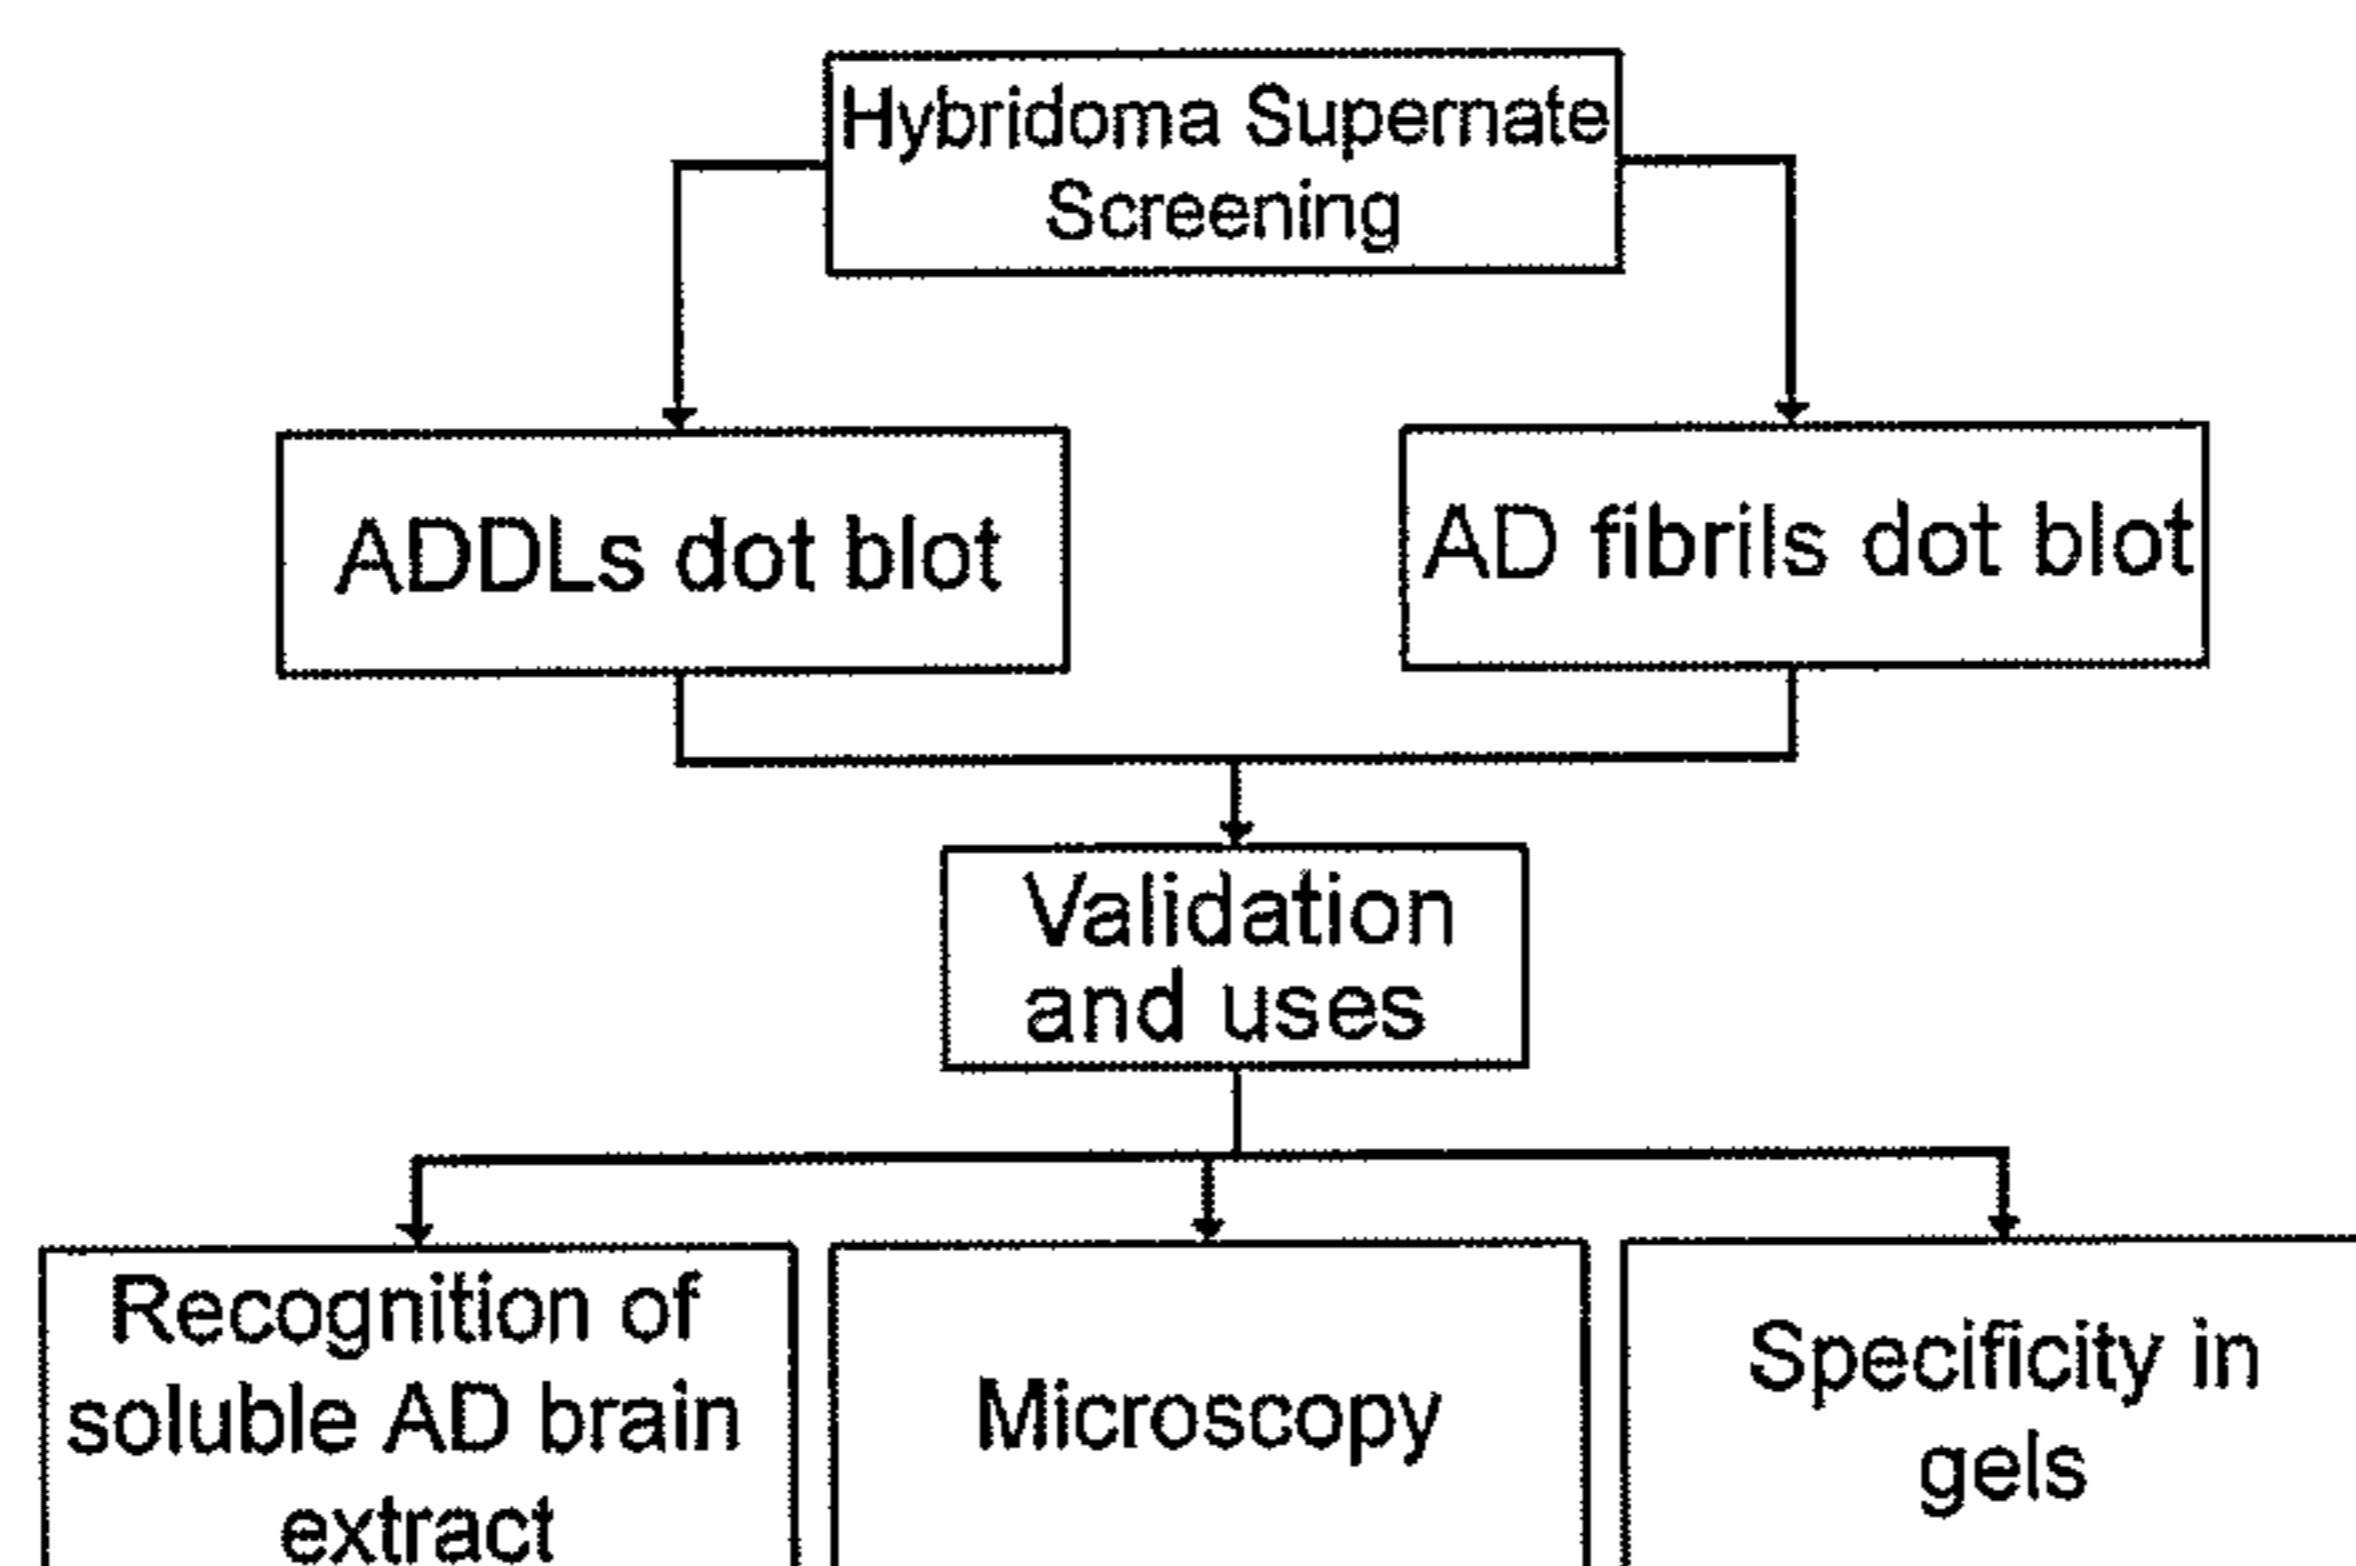 Hybridoma Supernate
Screening
ADDLs dot blot
AD fibrils dot blot
Validation
and uses
Recognition of
soluble AD brain
extract
Microscopy
Specificity in
gels